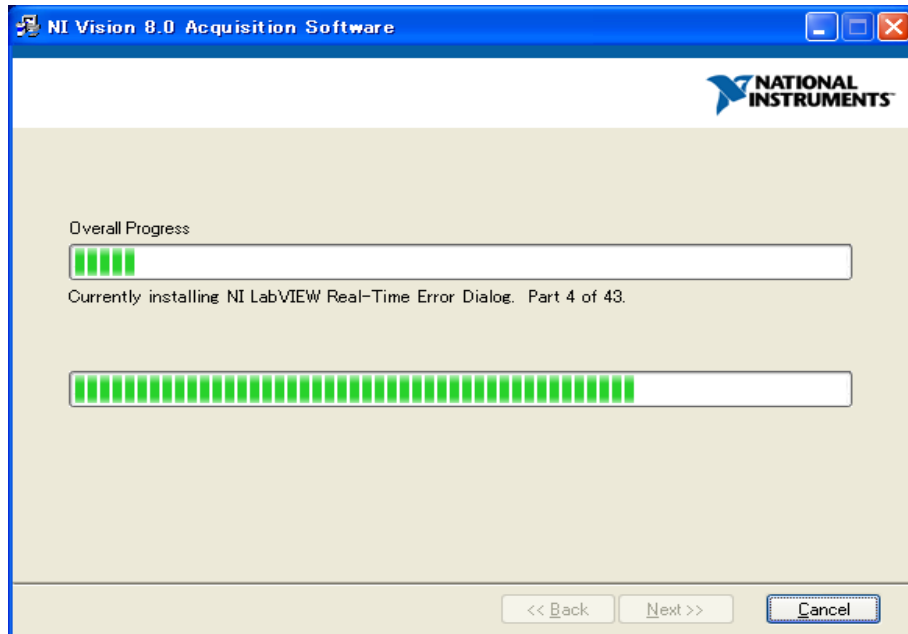 NI Vision 8.0 Acquisition Software
NATIONAL
INSTRUMENTS™
Overall Progress
Currently installing NI LabVIEW Real-Time Error Dialog.  Part 4 of 43.
<< Back
Next >>
Cancel